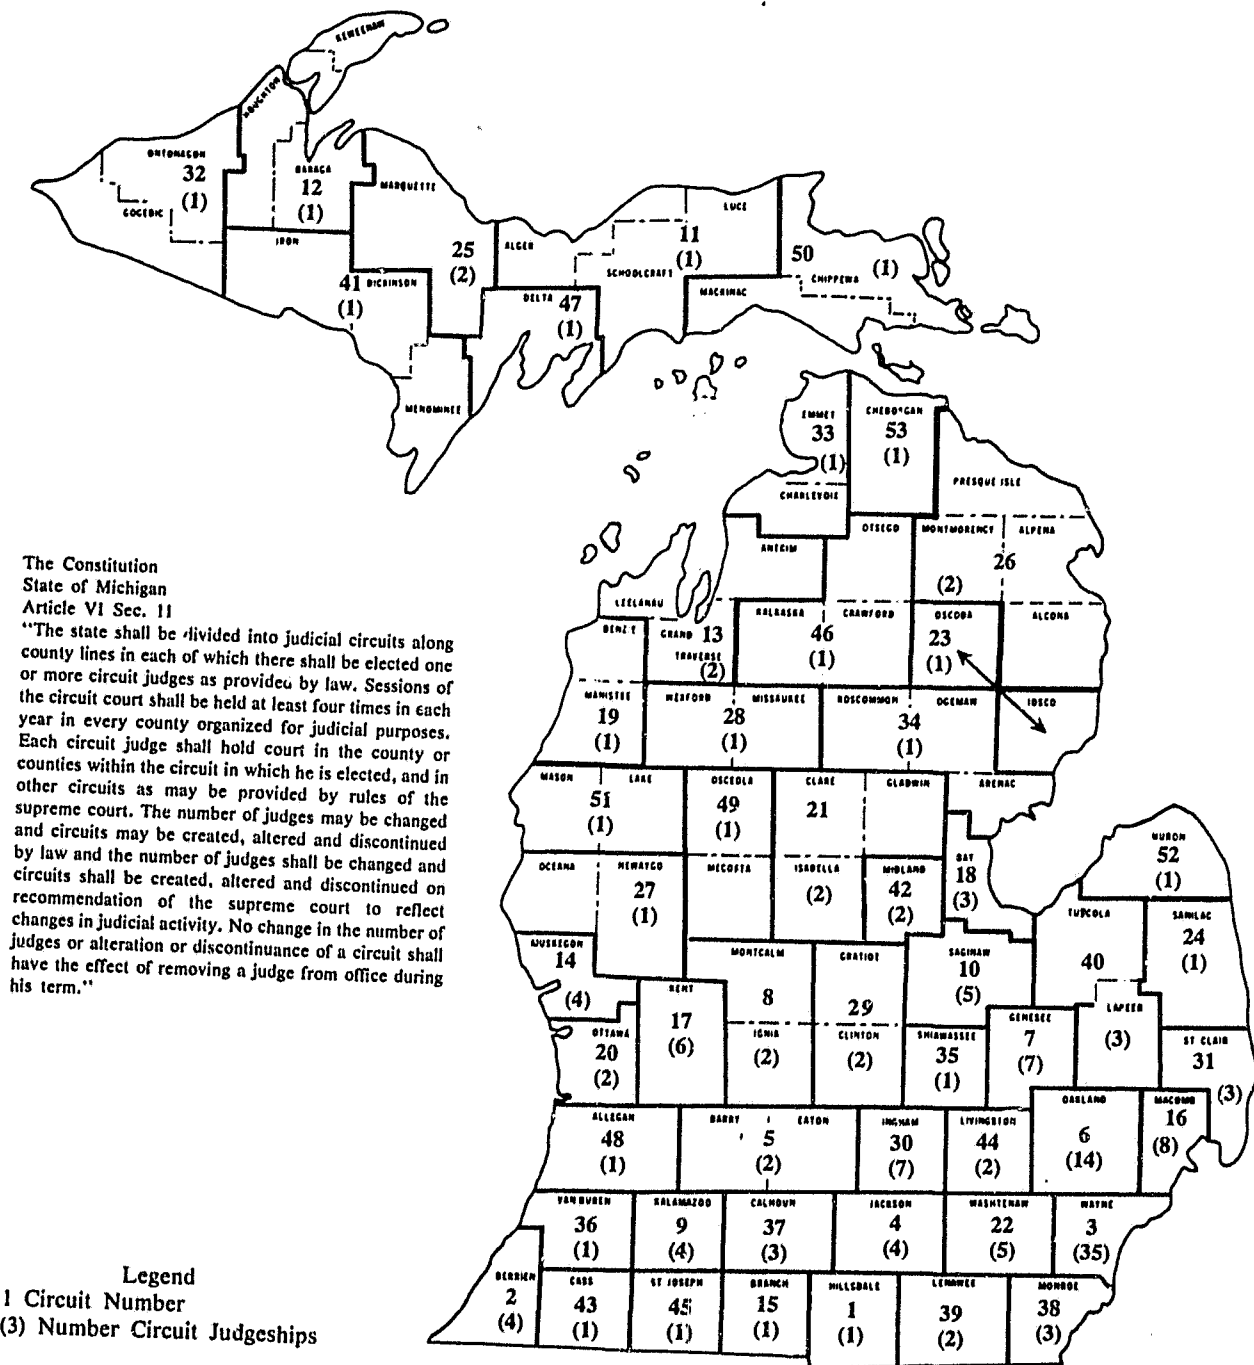 KEWEENAW
HOUGHTON
ONTONAGON
32
(1)
GOGEBIC
BARAGA
12
(1)
MARQUETTE
25
(2)
IRON
41
(1)
DICKINSON
ALGER
LUCE
11
(1)
SCHOOLCRAFT
50
(1)
CHIPPEWA
MACKINAC
DELTA
47
(1)
MENOMINEE
EMMET
33
(1)
CHEBOYGAN
53
(1)
CHARLEVOIX
PRESQUE ISLE
ANTRIM
OTSEGO
MONTMORENCY
ALPENA
26
(2)
LEELANAU
BENZIE
GRAND
TRAVERSE
13
(2)
KALKASKA
CRAWFORD
46
(1)
OSCODA
23
(1)
ALCONA
MANISTEE
19
(1)
WEXFORD
MISSAUKEE
28
(1)
ROSCOMMON
OGEMAW
34
(1)
IOSCO
MASON
LAKE
51
(1)
OSCEOLA
49
(1)
CLARE
21
GLADWIN
ARENAC
OCEANA
NEWAYGO
27
(1)
MECOSTA
ISABELLA
(2)
MIDLAND
42
(2)
BAY
18
(3)
HURON
52
(1)
TUSCOLA
40
SANILAC
24
(1)
MUSKEGON
14
(4)
MONTCALM
8
GRATIOT
29
SAGINAW
10
(5)
KENT
17
(6)
OTTAWA
20
(2)
IONIA
(2)
CLINTON
(2)
SHIAWASSEE
35
(1)
GENESEE
7
(7)
LAPEER
(3)
ST CLAIR
31
(3)
ALLEGAN
48
(1)
BARRY
EATON
5
(2)
INGHAM
30
(7)
LIVINGSTON
44
(2)
OAKLAND
6
(14)
MACOMB
16
(8)
VAN BUREN
36
(1)
KALAMAZOO
9
(4)
CALHOUN
37
(3)
JACKSON
4
(4)
WASHTENAW
22
(5)
WAYNE
3
(35)
BERRIEN
2
(4)
CASS
43
(1)
ST JOSEPH
45
(1)
BRANCH
15
(1)
HILLSDALE
1
(1)
LENAWEE
39
(2)
MONROE
38
(3)
The Constitution
State of Michigan
Article VI Sec. 11
"The state shall be divided into judicial circuits along
county lines in each of which there shall be elected one
or more circuit judges as provided by law. Sessions of
the circuit court shall be held at least four times in each
year in every county organized for judicial purposes.
Each circuit judge shall hold court in the county or
counties within the circuit in which he is elected, and in
other circuits as may be provided by rules of the
supreme court. The number of judges may be changed
and circuits may be created, altered and discontinued
by law and the number of judges shall be changed and
circuits shall be created, altered and discontinued on
recommendation of the supreme court to reflect
changes in judicial activity. No change in the number of
judges or alteration or discontinuance of a circuit shall
have the effect of removing a judge from office during
his term."
Legend
1 Circuit Number
(3) Number Circuit Judgeships